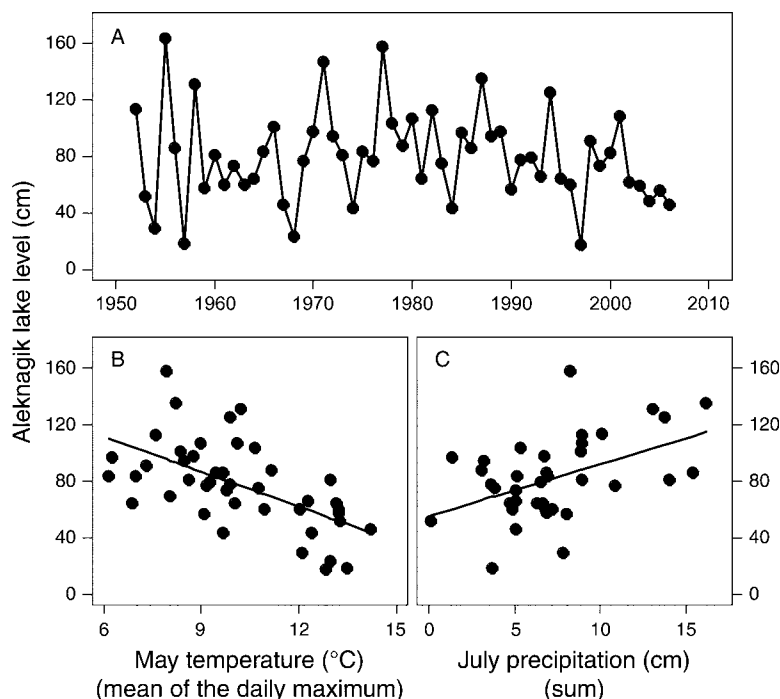 A
160
120
80
40
0
1950 1960 1970 1980 1990 2000 2010
Aleknagik lake level (cm)
B
160
120
80
40
0
6 9 12 15
May temperature (°C)
(mean of the daily maximum)
C
160
120
80
40
0
0 5 10 15
July precipitation (cm)
(sum)